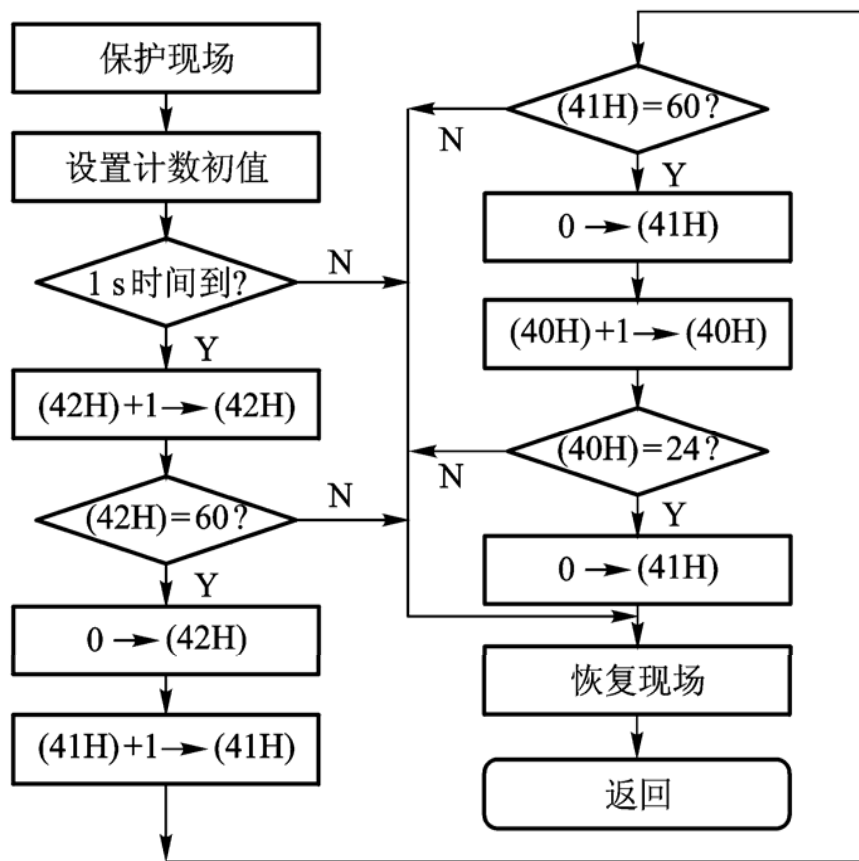 保护现场
设置计数初值
1 s时间到?
N
Y
(42H)+1→(42H)
(42H)=60?
N
Y
0→(42H)
(41H)+1→(41H)
(41H)=60?
N
Y
0→(41H)
(40H)+1→(40H)
(40H)=24?
N
Y
0→(41H)
恢复现场
返回